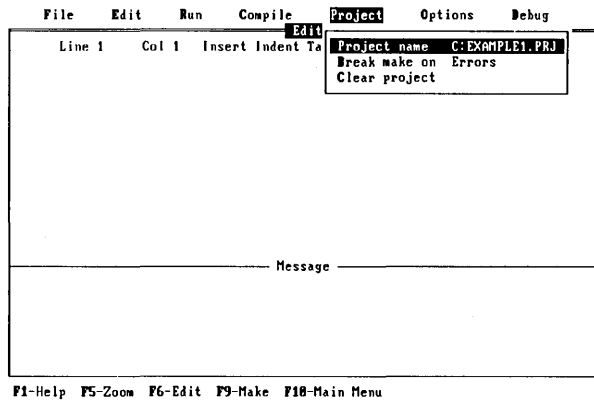 File Edit Run Compile Project Options Debug
Edit
Line 1 Col 1 Insert Indent Ta
Project name C:EXAMPLE1.PRJ
Break make on Errors
Clear project
Message
F1-Help F5-Zoom F6-Edit F9-Make F10-Main Menu